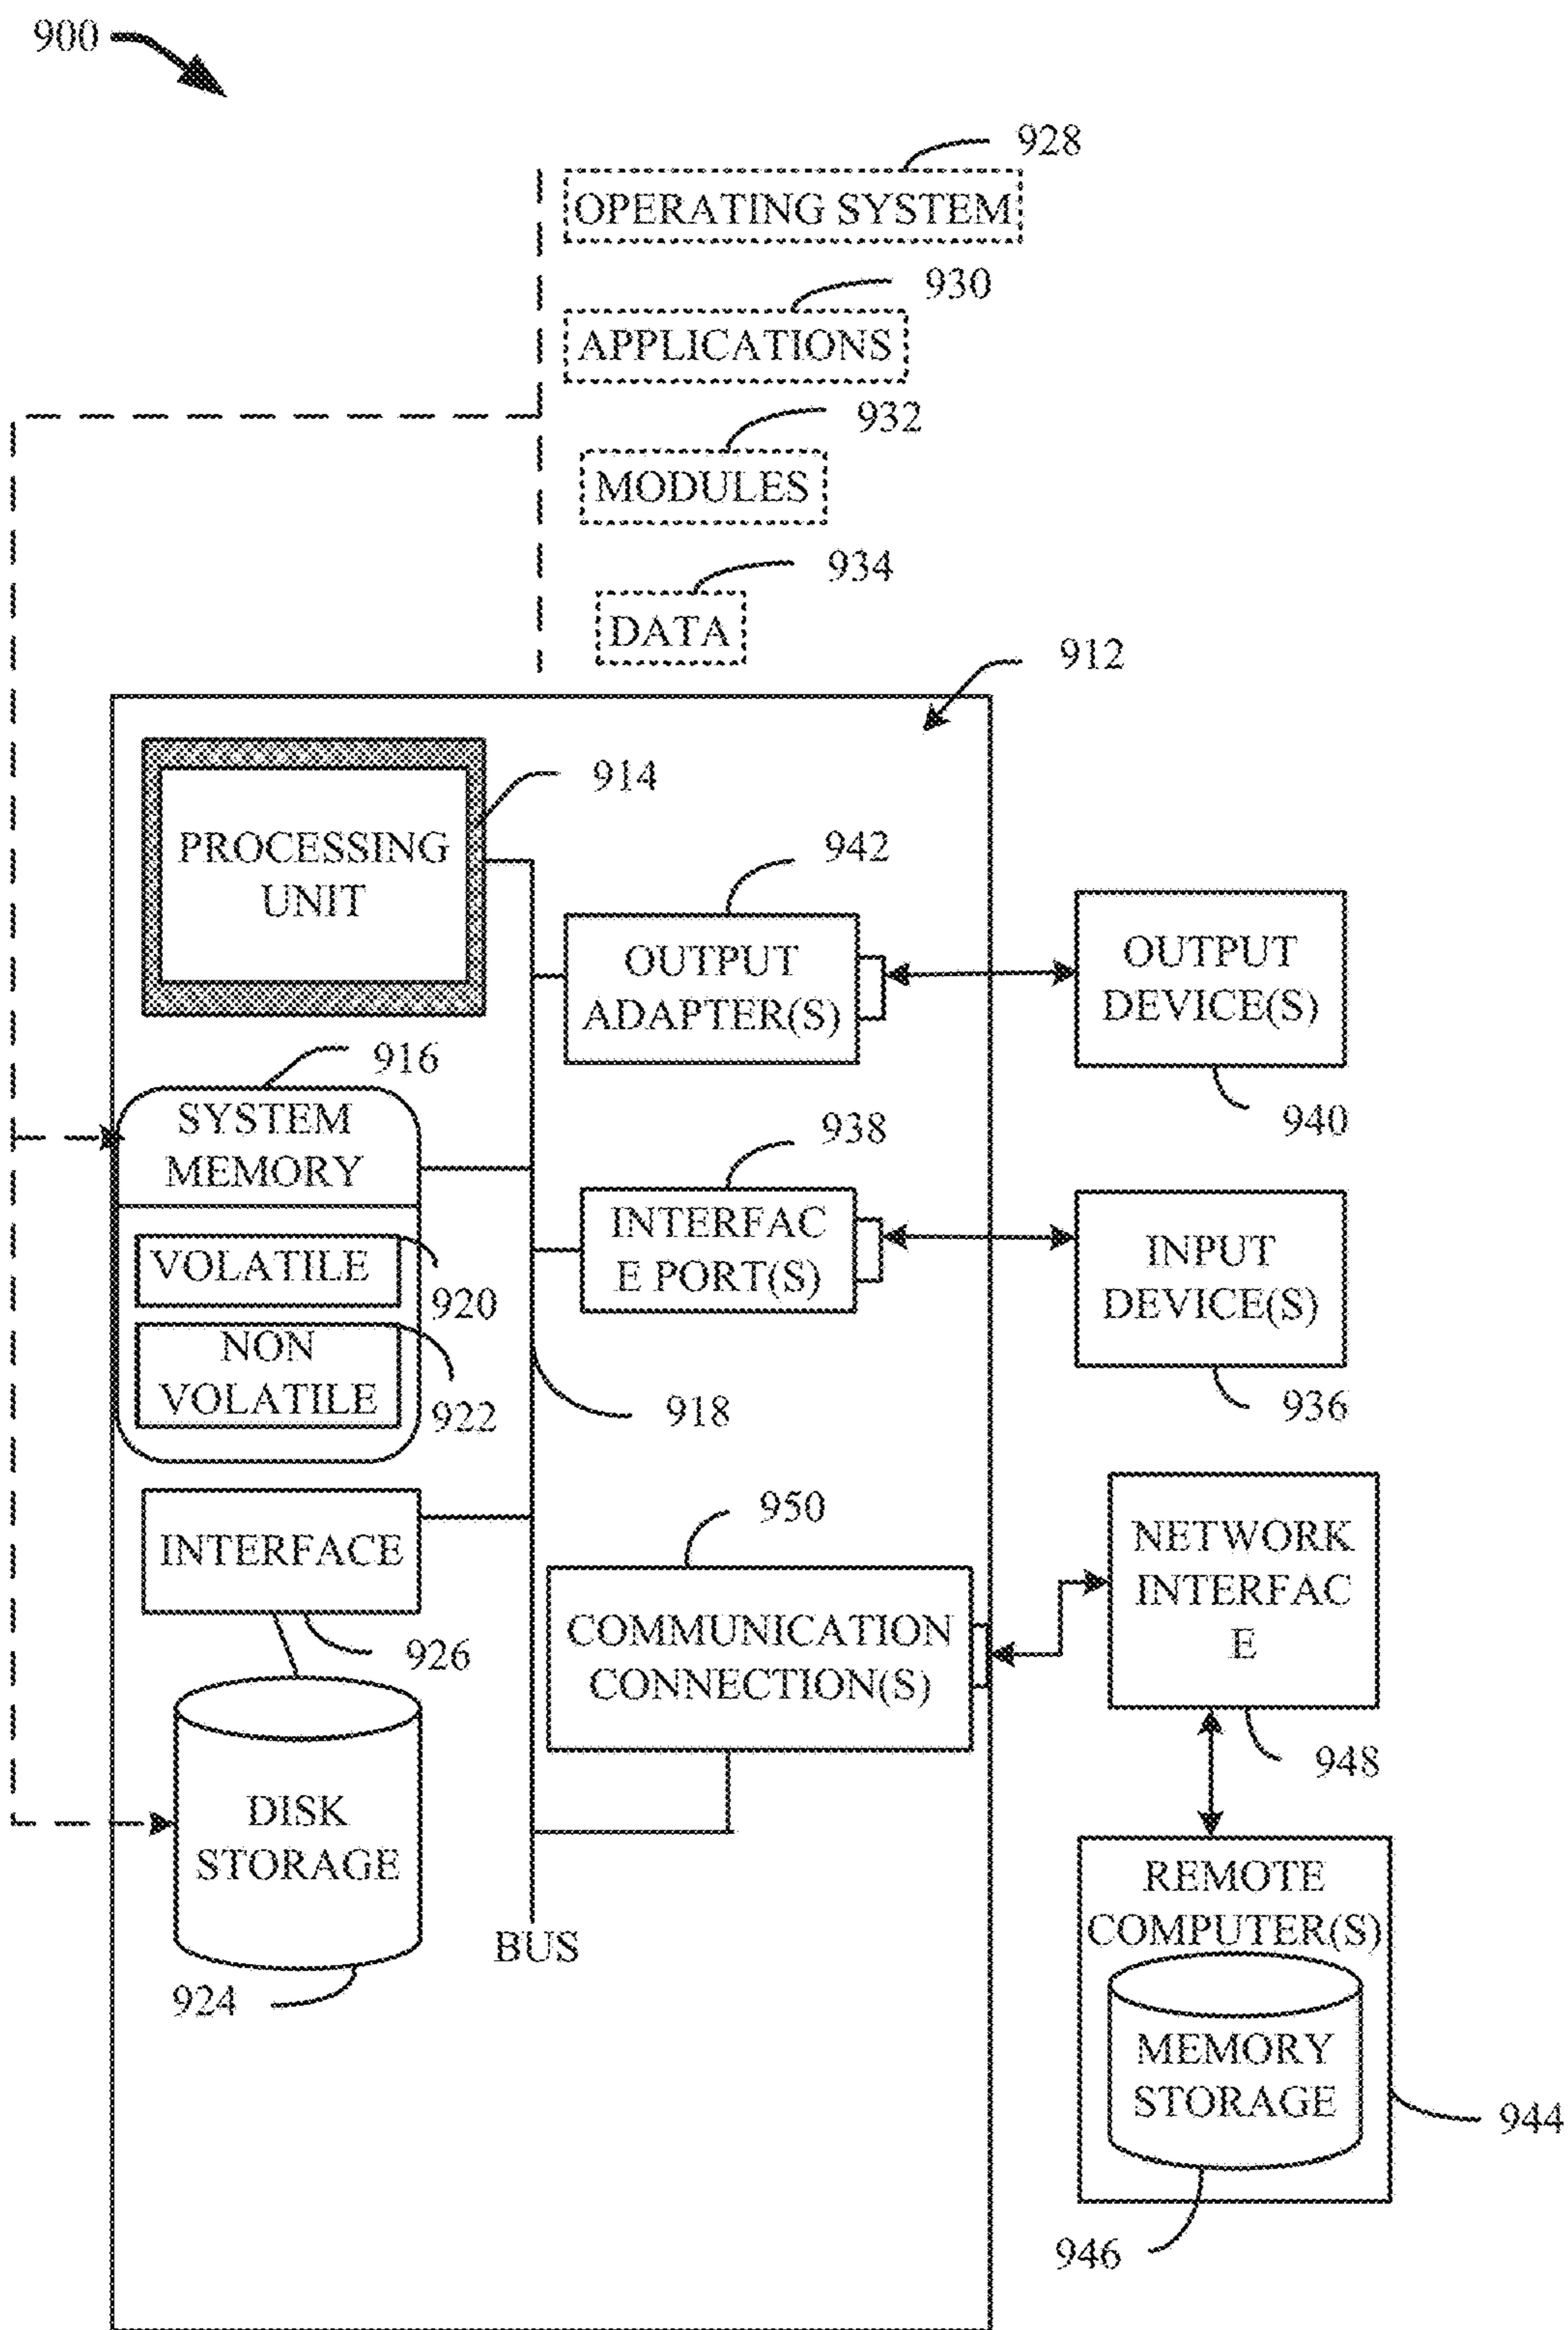 900
928
OPERATING SYSTEM
930
APPLICATIONS
932
MODULES
934
DATA
912
914
PROCESSING
UNIT
942
OUTPUT
ADAPTER(S)
OUTPUT
DEVICE(S)
940
916
SYSTEM
MEMORY
938
INTERFAC
E PORT(S)
INPUT
DEVICE(S)
936
VOLATILE
920
NON
VOLATILE
922
918
950
INTERFACE
926
COMMUNICATION
CONNECTION(S)
NETWORK
INTERFAC
E
948
DISK
STORAGE
924
BUS
REMOTE
COMPUTER(S)
MEMORY
STORAGE
944
946